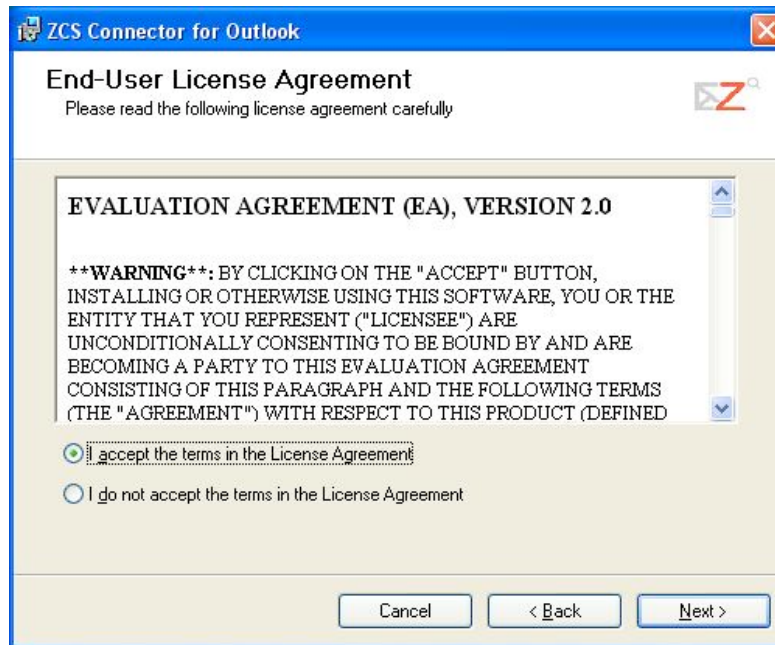 ZCS Connector for Outlook
End-User License Agreement
Please read the following license agreement carefully
Z
EVALUATION AGREEMENT (EA), VERSION 2.0
**WARNING**: BY CLICKING ON THE "ACCEPT" BUTTON,
INSTALLING OR OTHERWISE USING THIS SOFTWARE, YOU OR THE
ENTITY THAT YOU REPRESENT ("LICENSEE") ARE
UNCONDITIONALLY CONSENTING TO BE BOUND BY AND ARE
BECOMING A PARTY TO THIS EVALUATION AGREEMENT
CONSISTING OF THIS PARAGRAPH AND THE FOLLOWING TERMS
(THE "AGREEMENT") WITH RESPECT TO THIS PRODUCT (DEFINED
I accept the terms in the License Agreement
I do not accept the terms in the License Agreement
Cancel < Back Next >